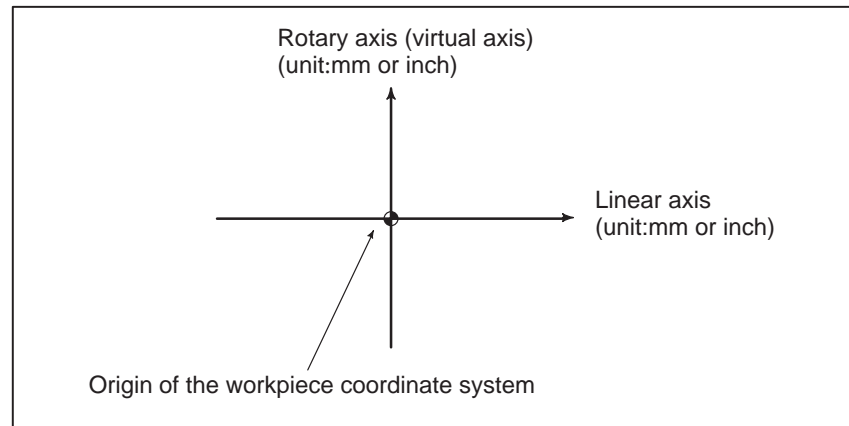 Rotary axis (virtual axis)
(unit:mm or inch)
Linear axis
(unit:mm or inch)
Origin of the workpiece coordinate system